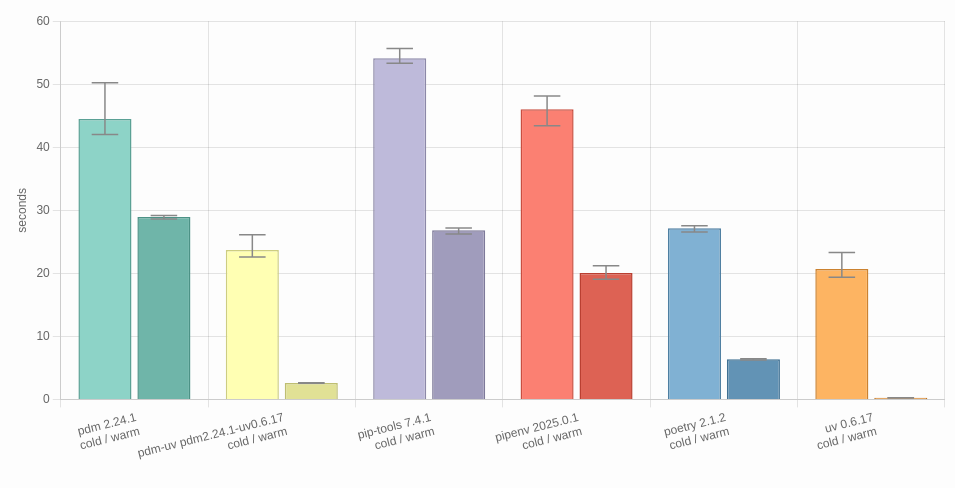 60
50
40
30
20
10
0
seconds
pdm 2.24.1
cold / warm
pdm-uv pdm2.24.1-uv0.6.17
cold / warm
pip-tools 7.4.1
cold / warm
pipenv 2025.0.1
cold / warm
poetry 2.1.2
cold / warm
uv 0.6.17
cold / warm